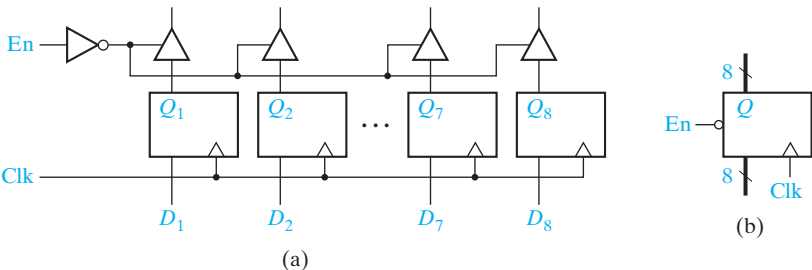 En
Q₁ Q₂ ... Q₇ Q₈
Clk
D₁ D₂ D₇ D₈
(a)
8
Q
En
8
Clk
(b)